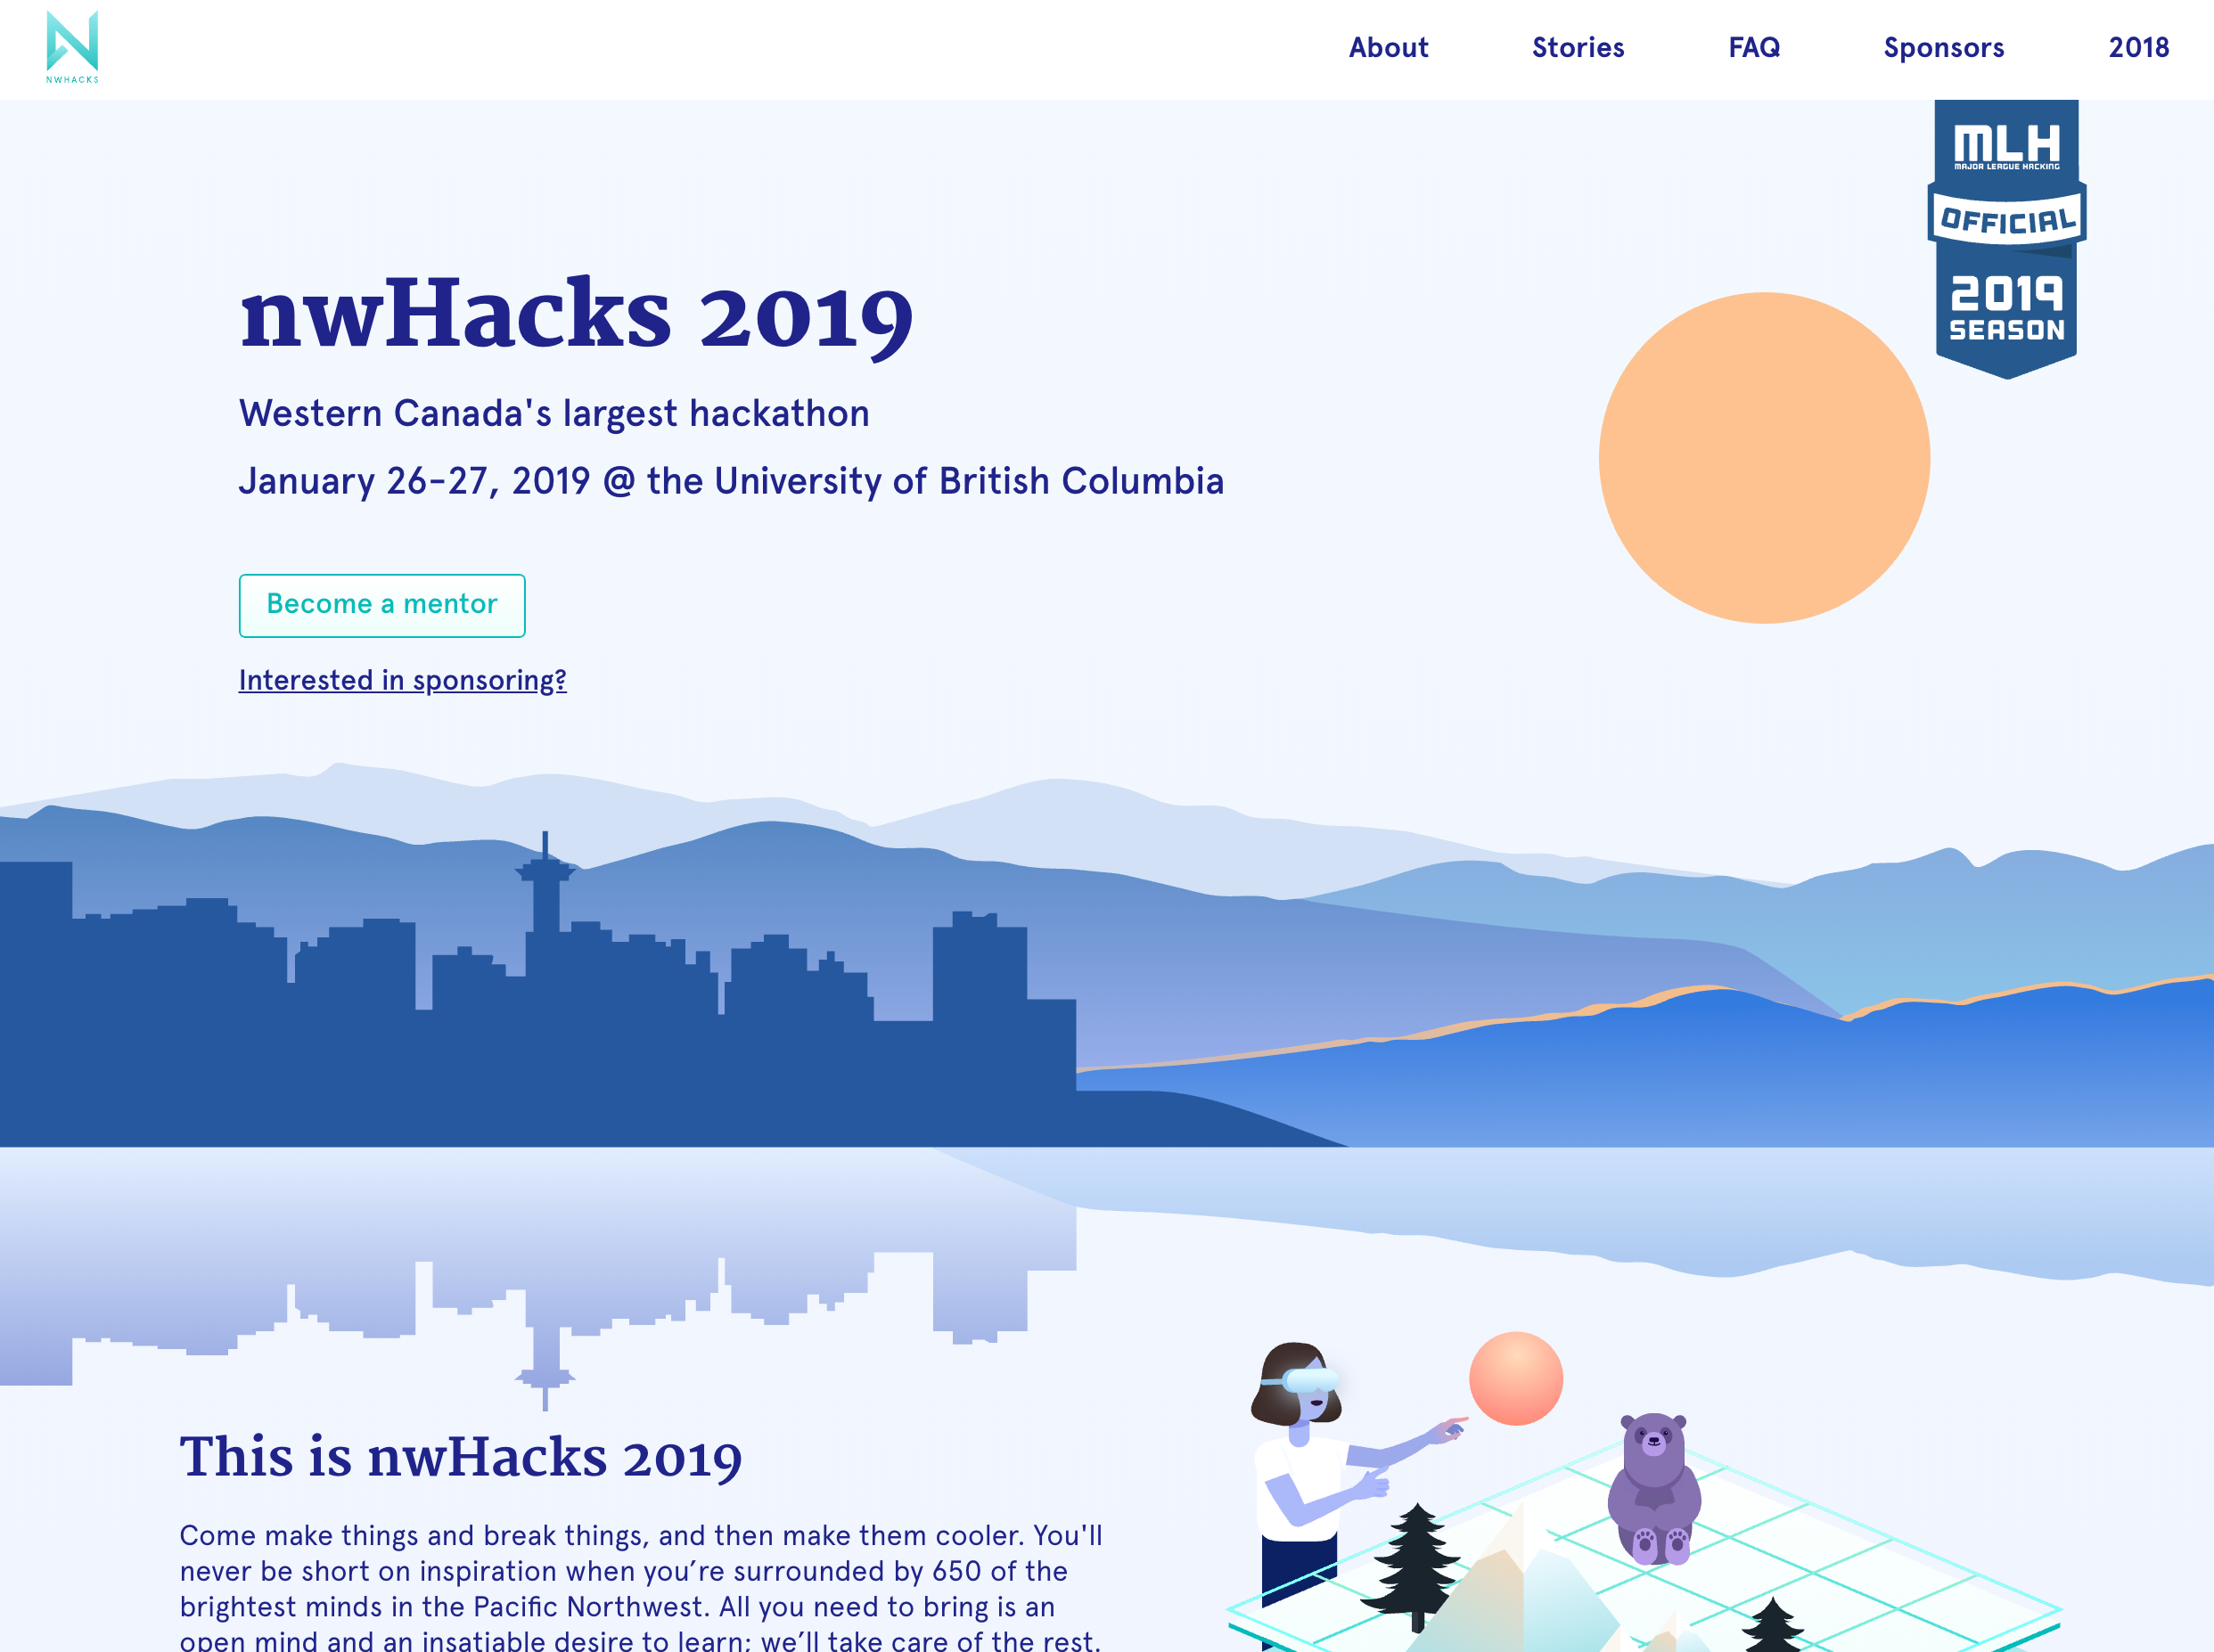 NWHACKS
About Stories FAQ Sponsors 2018
MLH
MAJOR LEAGUE HACKING
OFFICIAL
2019
SEASON
nwHacks 2019
Western Canada's largest hackathon
January 26-27, 2019 @ the University of British Columbia
Become a mentor
Interested in sponsoring?
This is nwHacks 2019
Come make things and break things, and then make them cooler. You'll
never be short on inspiration when you’re surrounded by 650 of the
brightest minds in the Pacific Northwest. All you need to bring is an
open mind and an insatiable desire to learn; we’ll take care of the rest.